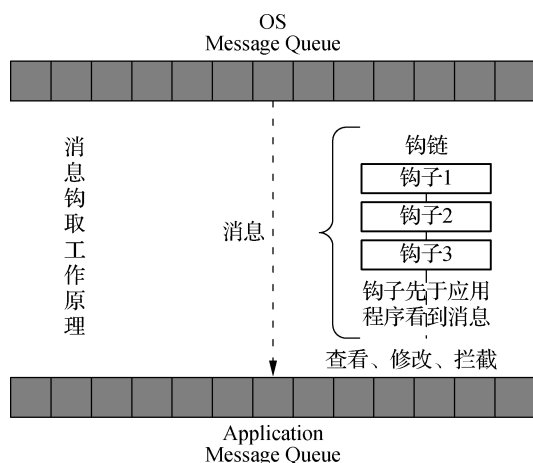 OS
Message Queue
消息钩取工作原理
消息
钩链
钩子1
钩子2
钩子3
钩子先于应用
程序看到消息
查看、修改、拦截
Application
Message Queue